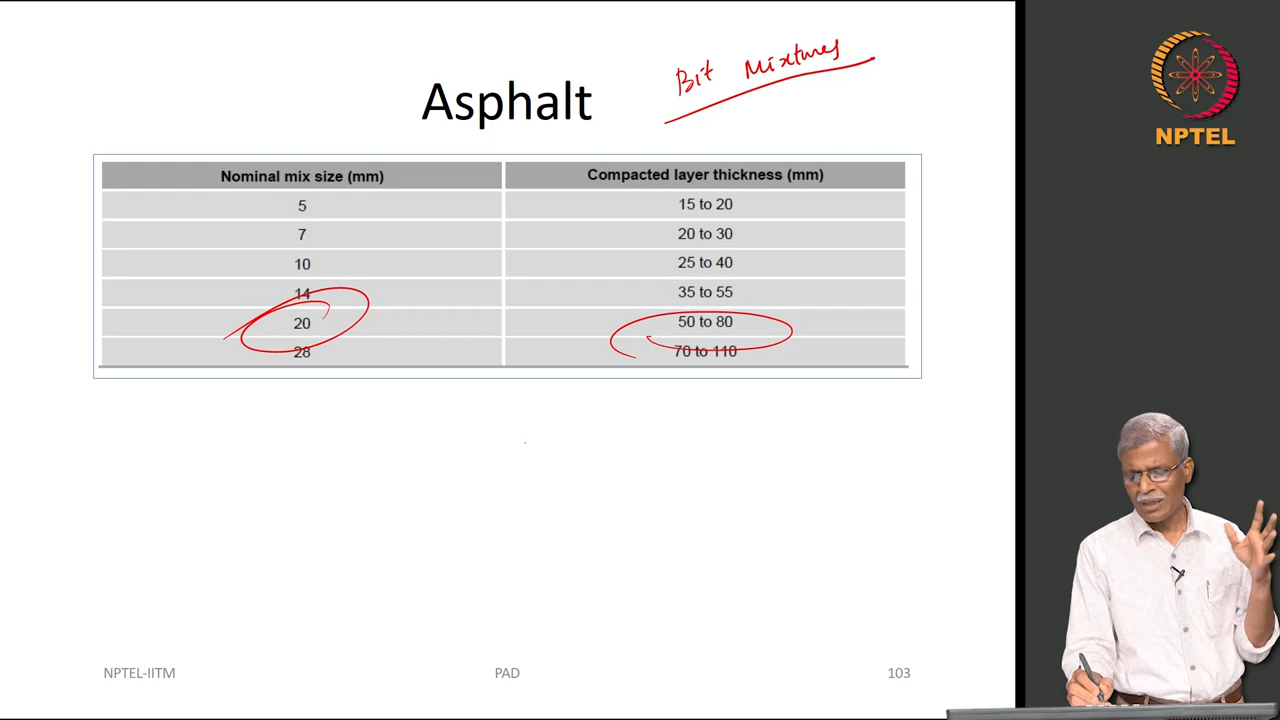 Bit Mixtures
Asphalt
NPTEL
Nominal mix size (mm) Compacted layer thickness (mm)
5 15 to 20
7 20 to 30
10 25 to 40
14 35 to 55
20 50 to 80
28 70 to 110
NPTEL-IITM PAD 103